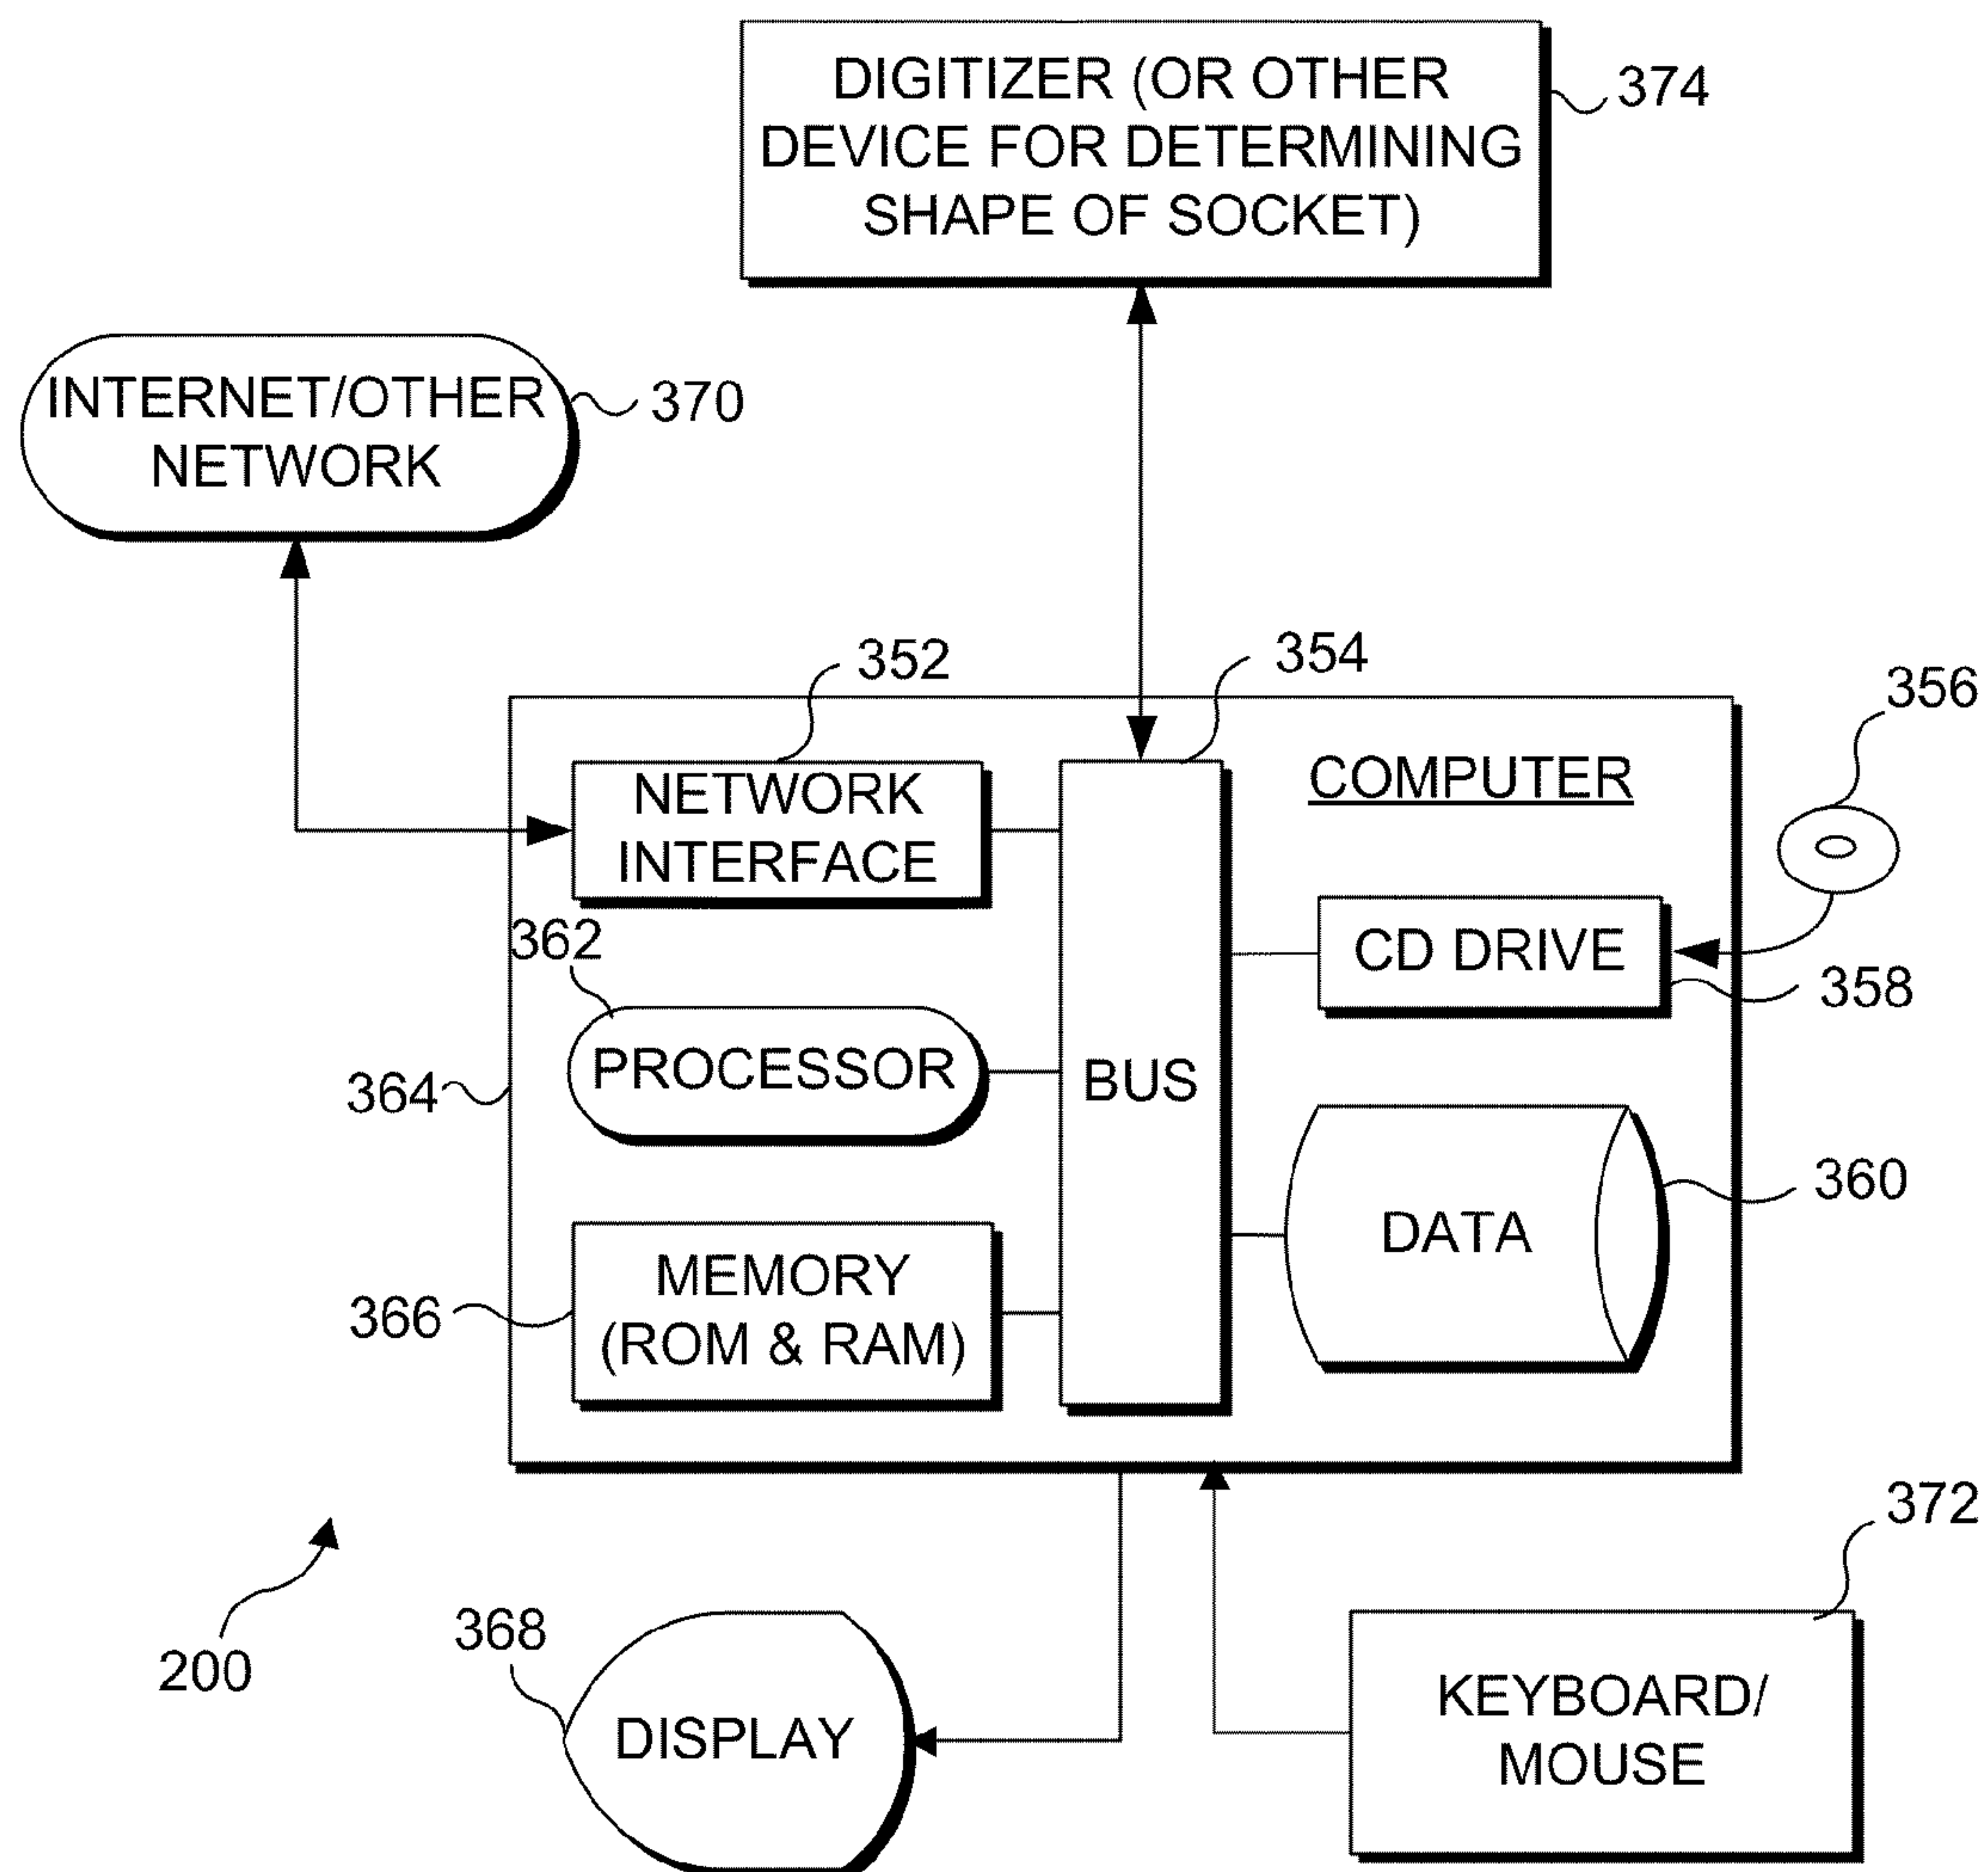 DIGITIZER (OR OTHER
DEVICE FOR DETERMINING
SHAPE OF SOCKET)
374
INTERNET/OTHER
NETWORK
370
352
354
356
NETWORK
INTERFACE
COMPUTER
362
CD DRIVE
358
PROCESSOR
BUS
364
360
DATA
MEMORY
(ROM & RAM)
366
372
200
368
DISPLAY
KEYBOARD/
MOUSE